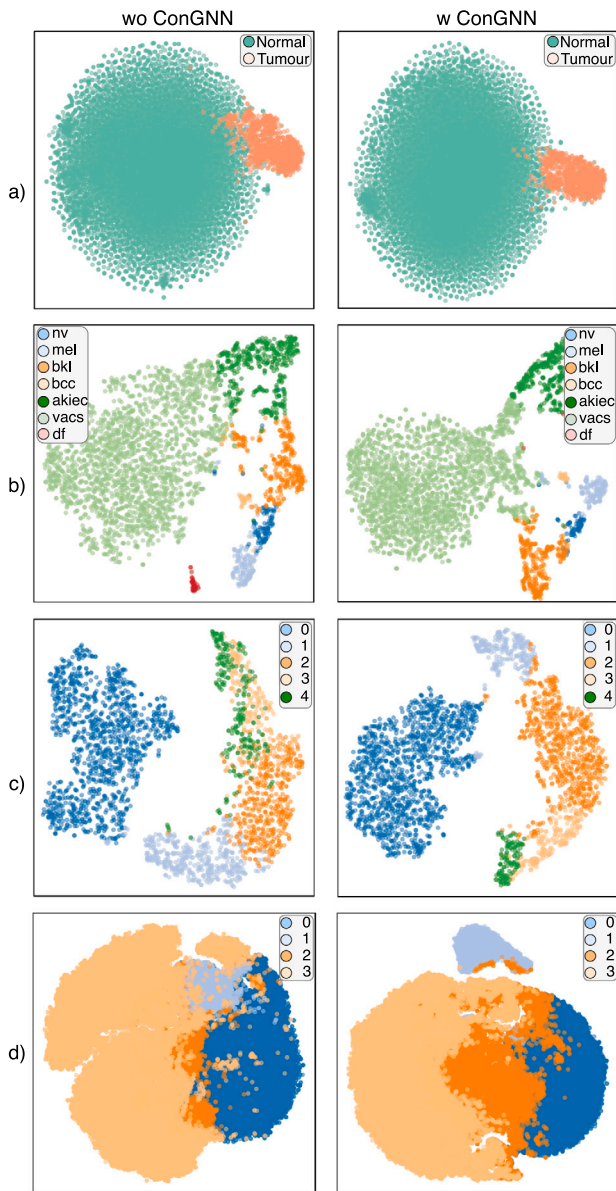 wo ConGNN
w ConGNN
a)
Normal
Tumour
Normal
Tumour
b)
nv
mel
bkl
bcc
akiec
vacs
df
nv
mel
bkl
bcc
akiec
vacs
df
c)
0
1
2
3
4
0
1
2
3
4
d)
0
1
2
3
0
1
2
3